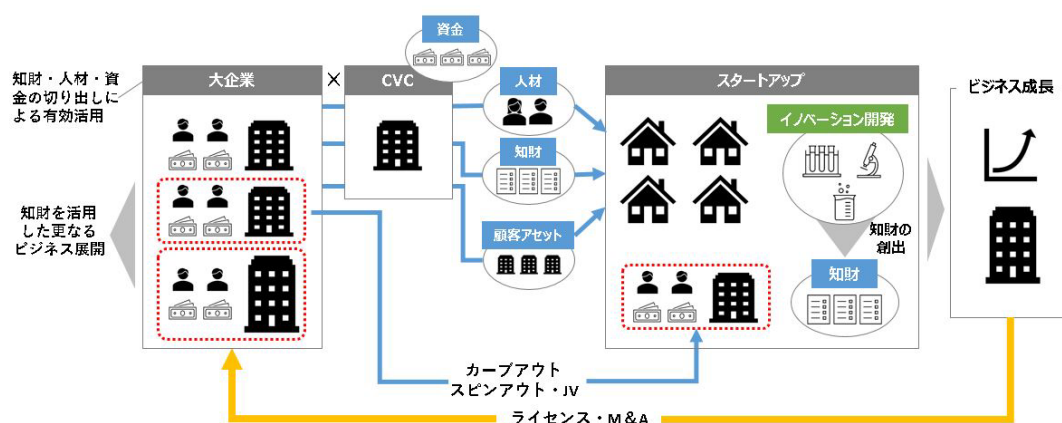 知財・人材・資
金の切り出しに
よる有効活用
知財を活用
した更なる
ビジネス展開
大企業
×
CVC
資金
人材
知財
顧客アセット
スタートアップ
イノベーション開発
知財の
創出
知財
ビジネス成長
カーブアウト
スピンアウト・JV
ライセンス・M&A